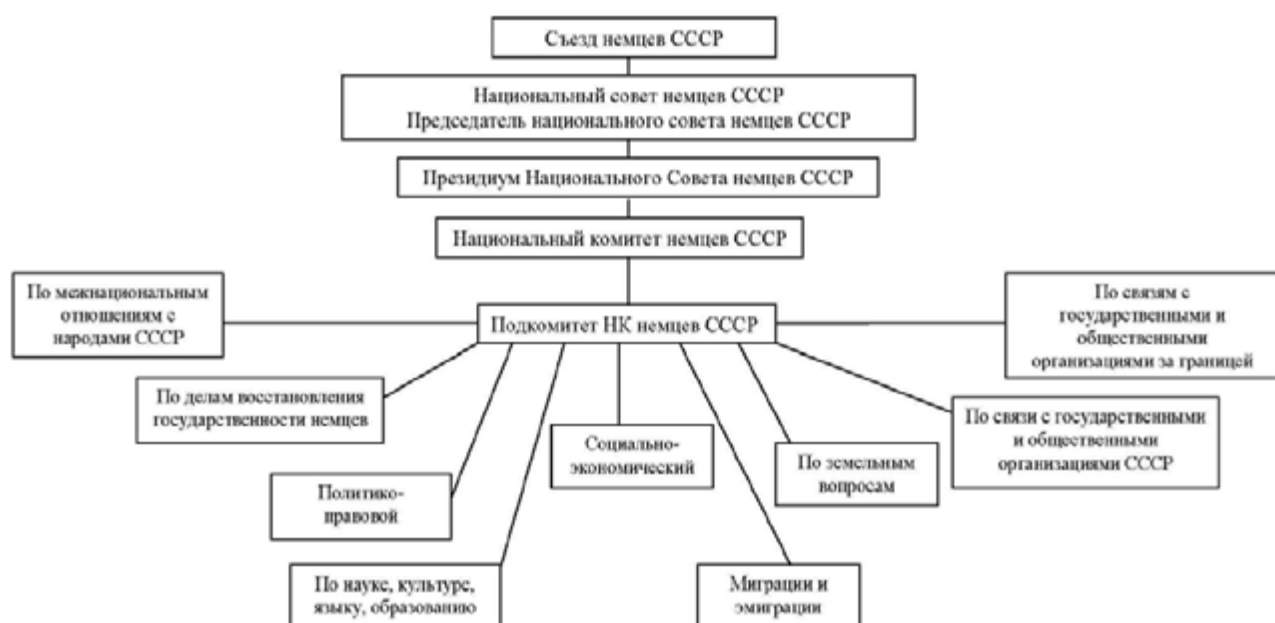 Съезд немцев СССР
Национальный совет немцев СССР
Председатель национального совета немцев СССР
Президиум Национального Совета немцев СССР
Национальный комитет немцев СССР
По межнациональным
отношениям с
народами СССР
Подкомитет НК немцев СССР
По связям с
государственными и
общественными
организациями за границей
По делам восстановления
государственности немцев
По связи с государственными
и общественными
организациями СССР
Социально-
экономический
По земельным
вопросам
Политико-
правовой
По науке, культуре,
языку, образованию
Миграции и
эмиграции